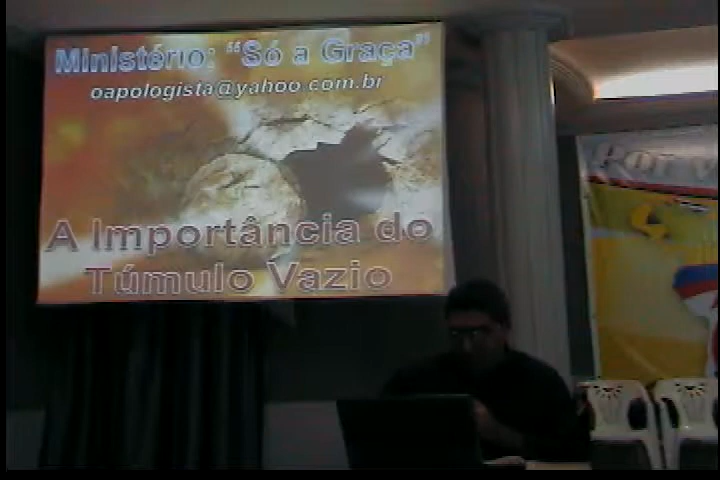 Ministério: “Só a Graça”
oapologista@yahoo.com.br
A Importância do
Túmulo Vazio